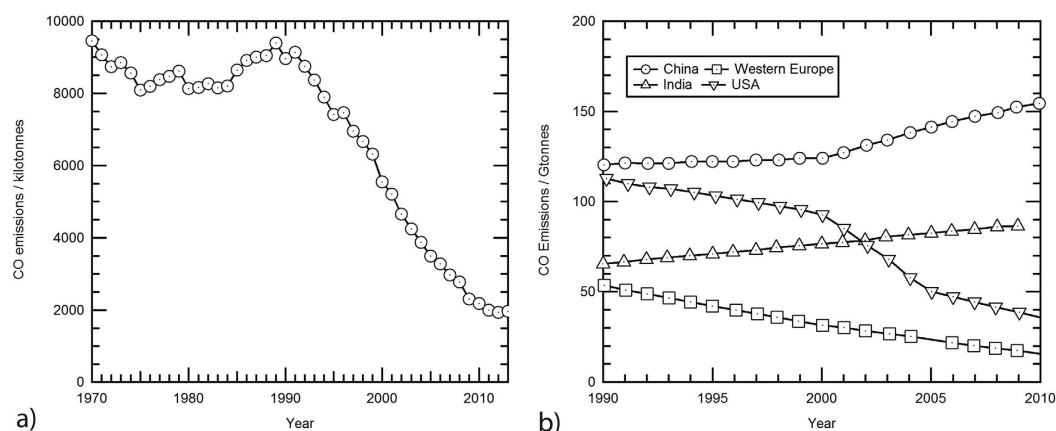 10000
8000
6000
4000
2000
0
CO emissions / kilotonnes
1970 1980 1990 2000 2010
Year
a)
200
150
100
50
0
CO Emissions / Gtonnes
China Western Europe
India USA
1990 1995 2000 2005 2010
Year
b)